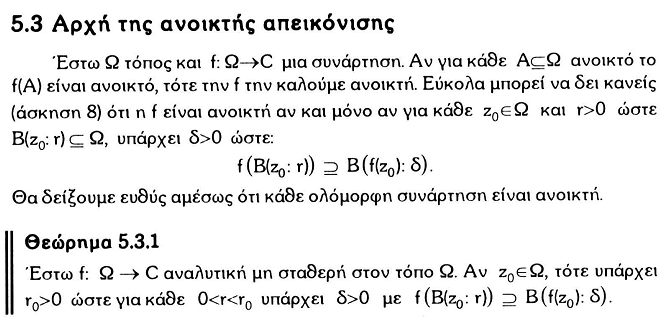 5.3 Αρχή της ανοικτής απεικόνισης
Έστω Ω τόπος και f: Ω→C μια συνάρτηση. Αν για κάθε A⊆Ω ανοικτό το
f(A) είναι ανοικτό, τότε την f την καλούμε ανοικτή. Εύκολα μπορεί να δει κανείς
(άσκηση 8) ότι η f είναι ανοικτή αν και μόνο αν για κάθε z₀∈Ω και r>0 ώστε
B(z₀: r) ⊆ Ω, υπάρχει δ>0 ώστε:
f(B(z₀: r)) ⊇ B(f(z₀): δ).
Θα δείξουμε ευθύς αμέσως ότι κάθε ολόμορφη συνάρτηση είναι ανοικτή.
Θεώρημα 5.3.1
Έστω f: Ω → C αναλυτική μη σταθερή στον τόπο Ω. Αν z₀∈Ω, τότε υπάρχει
r₀>0 ώστε για κάθε 0<r<r₀ υπάρχει δ>0 με f(B(z₀: r)) ⊇ B(f(z₀): δ).